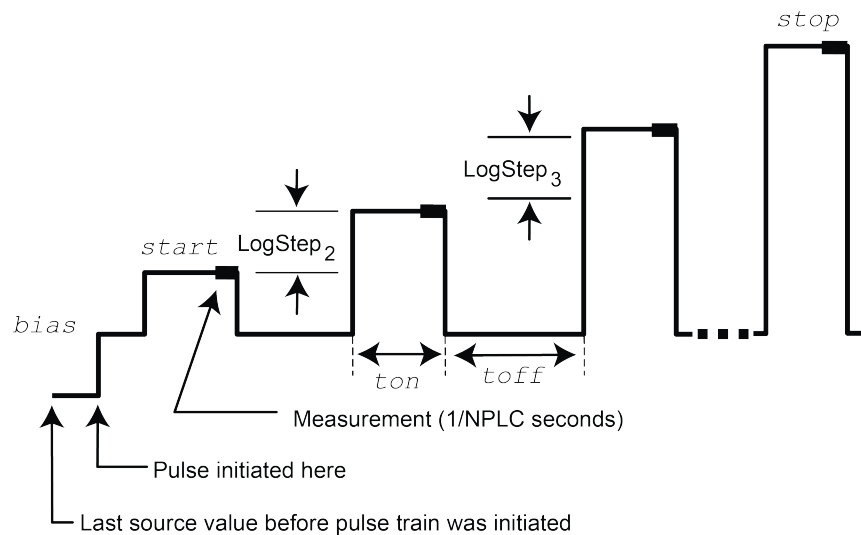 stop
LogStep3
start
LogStep2
bias
ton
toff
Measurement (1/NPLC seconds)
Pulse initiated here
Last source value before pulse train was initiated